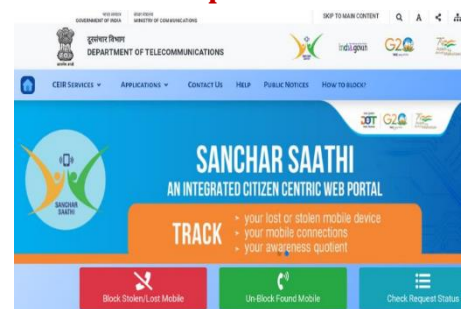 भारत सरकार
GOVERNMENT OF INDIA
संचार मंत्रालय
MINISTRY OF COMMUNICATIONS
SKIP TO MAIN CONTENT
A
दूरसंचार विभाग
DEPARTMENT OF TELECOMMUNICATIONS
india.gov.in
G20
CEIR SERVICES
APPLICATIONS
CONTACT US
HELP
PUBLIC NOTICES
HOW TO BLOCK?
DOT
G20
SANCHAR SAATHI
AN INTEGRATED CITIZEN CENTRIC WEB PORTAL
SANCHAR
SAATHI
TRACK
your lost or stolen mobile device
your mobile connections
your awareness quotient
Block Stolen/Lost Mobile
Un-Block Found Mobile
Check Request Status